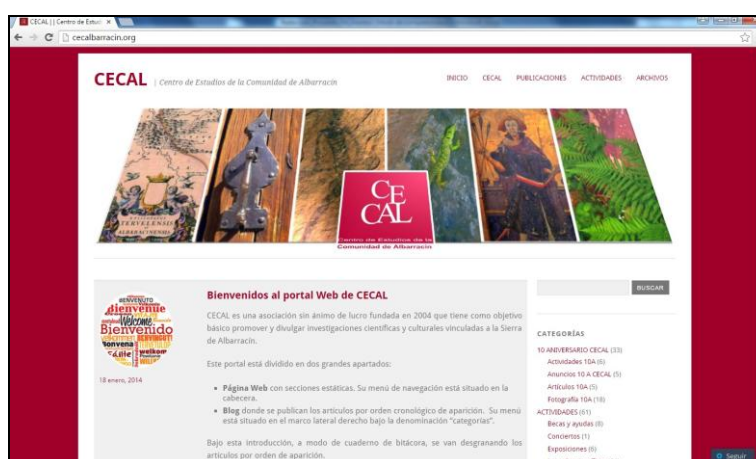 CECAL || Centro de Estud
cecalbarracin.org
CECAL | Centro de Estudios de la Comunidad de Albarracín
INICIO CECAL PUBLICACIONES ACTIVIDADES ARCHIVOS
CE
CAL
Centro de Estudios de la
Comunidad de Albarracín
BUSCAR
Bienvenidos al portal Web de CECAL
BENVENUTO
Bienvenue
Welcome
Bienvenido
18 enero, 2014
CECAL es una asociación sin ánimo de lucro fundada en 2004 que tiene como objetivo
básico promover y divulgar investigaciones científicas y culturales vinculadas a la Sierra
de Albarracín.
Este portal está dividido en dos grandes apartados:
• Página Web con secciones estáticas. Su menú de navegación está situado en la
cabecera.
• Blog donde se publican los artículos por orden cronológico de aparición. Su menú
está situado en el marco lateral derecho bajo la denominación "categorías".
Bajo esta introducción, a modo de cuaderno de bitácora, se van desgranando los
artículos por orden de aparición.
CATEGORÍAS
10 ANIVERSARIO CECAL (33)
Actividades 10A (6)
Anuncios 10 A CECAL (5)
Artículos 10A (5)
Fotografía 10A (18)
ACTIVIDADES (61)
Becas y ayudas (8)
Conciertos (1)
Exposiciones (6)
Seguir